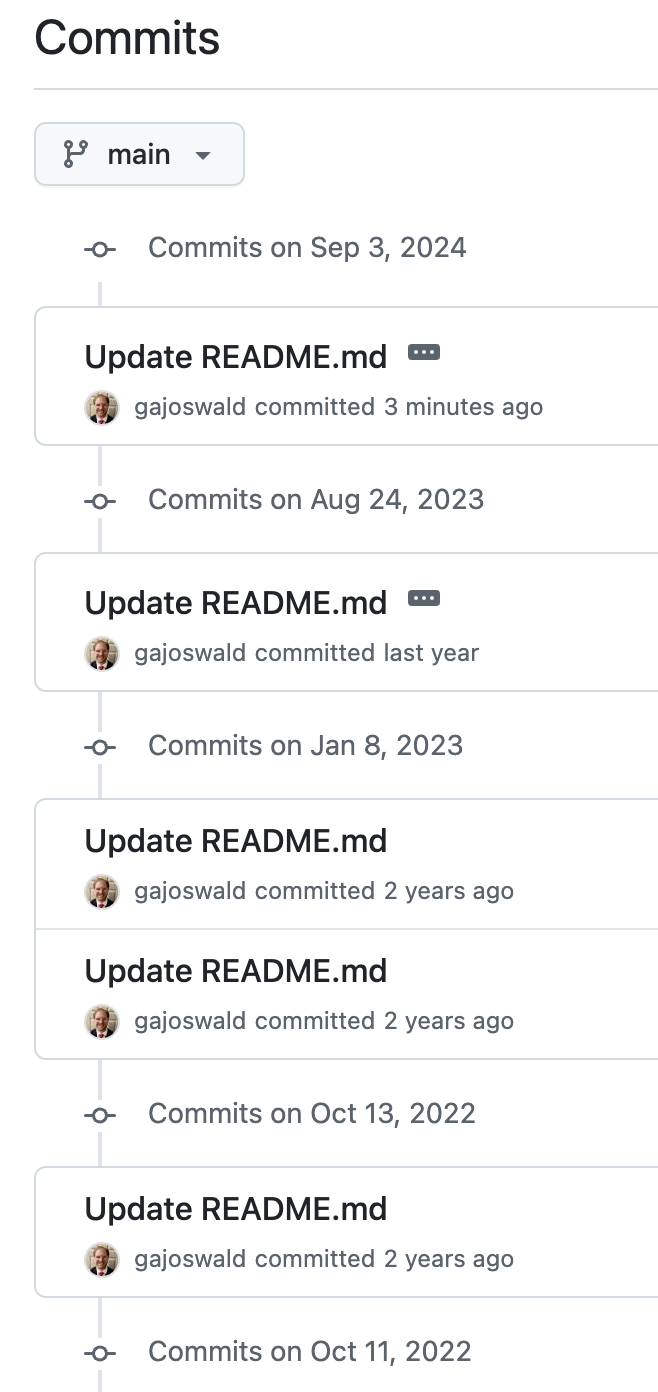 Commits
main
Commits on Sep 3, 2024
Update README.md
gajoswald committed 3 minutes ago
Commits on Aug 24, 2023
Update README.md
gajoswald committed last year
Commits on Jan 8, 2023
Update README.md
gajoswald committed 2 years ago
Update README.md
gajoswald committed 2 years ago
Commits on Oct 13, 2022
Update README.md
gajoswald committed 2 years ago
Commits on Oct 11, 2022